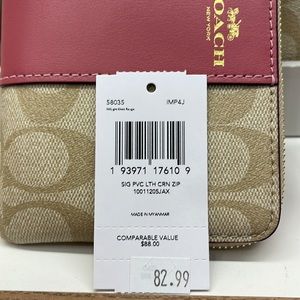 COACH
NEW YORK
58035
IMP4J
1 93971 17610 9
SIG PVC LTH CRN ZIP
1001120SJAX
MADE IN MYANMAR
COMPARABLE VALUE
$88.00
82.99